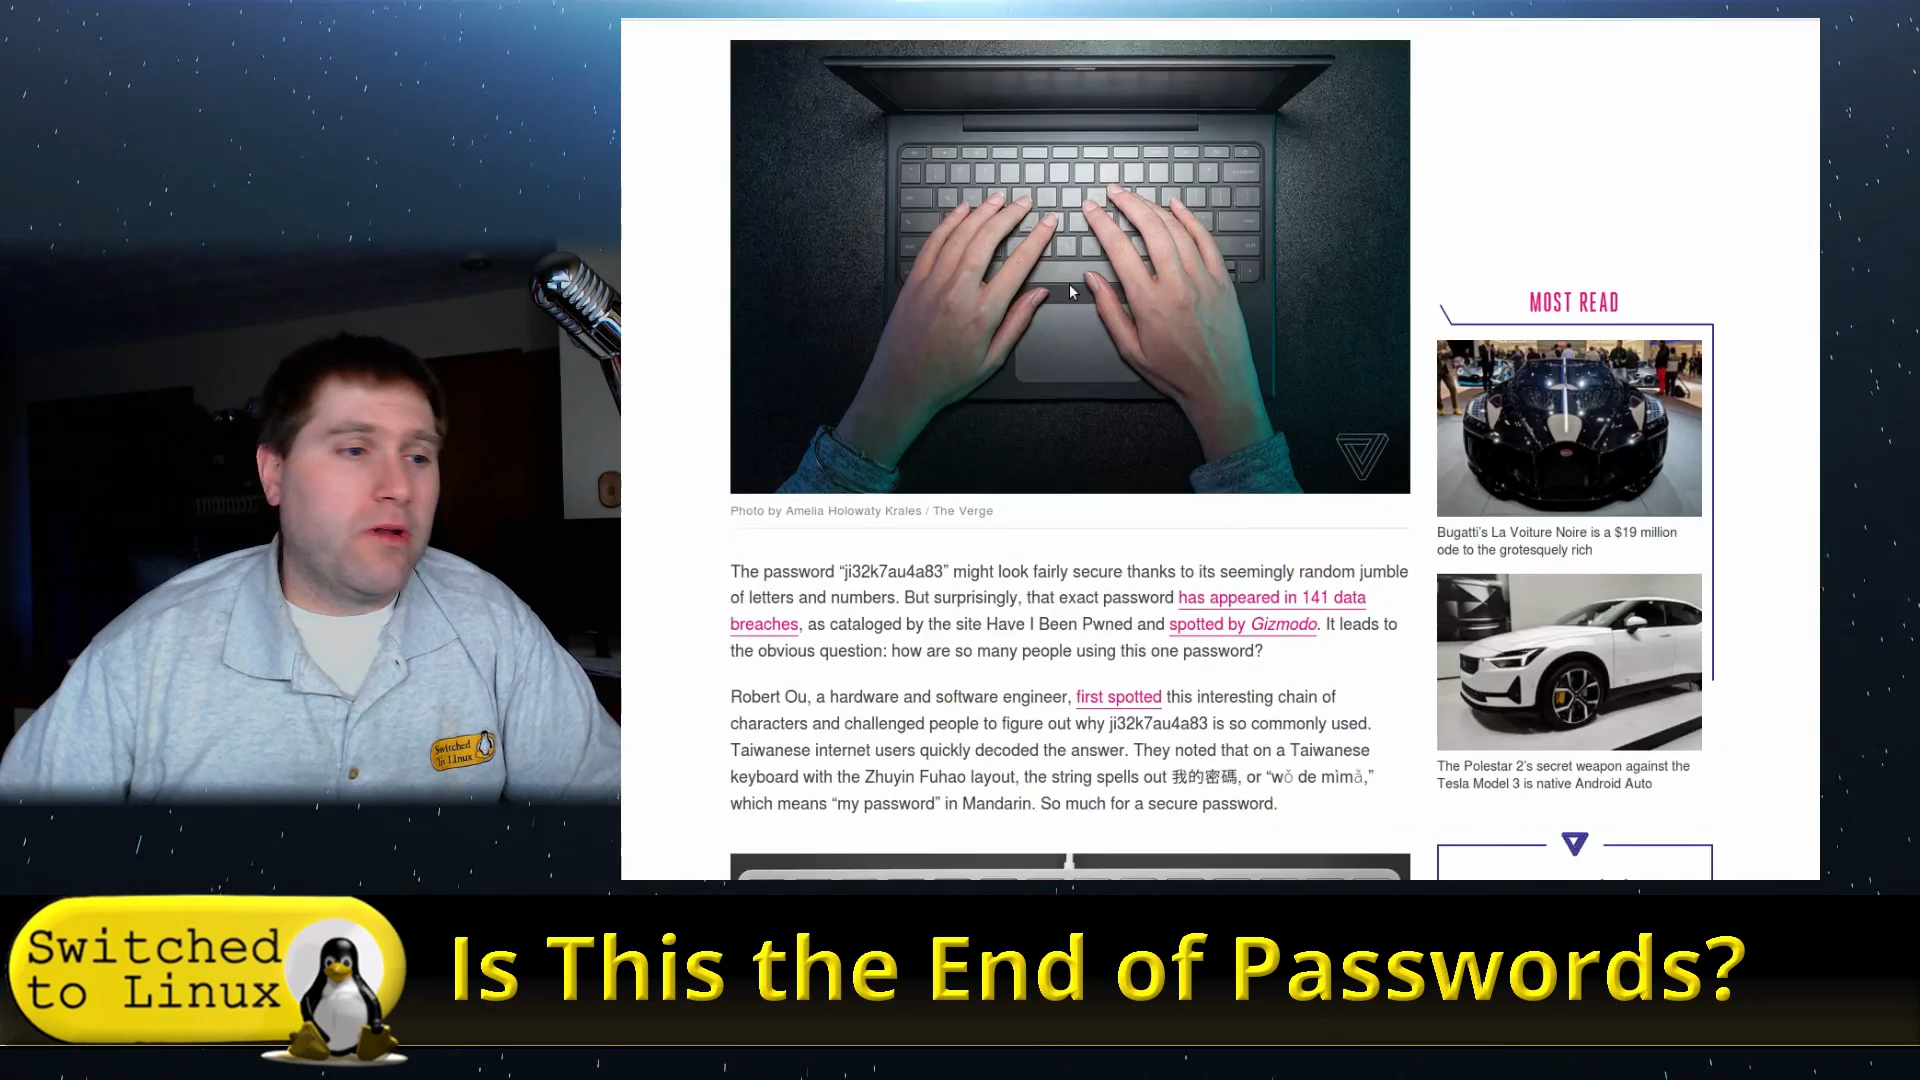 MOST READ
Photo by Amelia Holowaty Krales / The Verge
The password “ji32k7au4a83” might look fairly secure thanks to its seemingly random jumble
of letters and numbers. But surprisingly, that exact password has appeared in 141 data
breaches, as cataloged by the site Have I Been Pwned and spotted by Gizmodo. It leads to
the obvious question: how are so many people using this one password?
Robert Ou, a hardware and software engineer, first spotted this interesting chain of
characters and challenged people to figure out why ji32k7au4a83 is so commonly used.
Taiwanese internet users quickly decoded the answer. They noted that on a Taiwanese
keyboard with the Zhuyin Fuhao layout, the string spells out 我的密碼, or “wǒ de mìmǎ,”
which means “my password” in Mandarin. So much for a secure password.
Bugatti’s La Voiture Noire is a $19 million
ode to the grotesquely rich
The Polestar 2’s secret weapon against the
Tesla Model 3 is native Android Auto
Switched
To Linux
Switched
to Linux
Is This the End of Passwords?